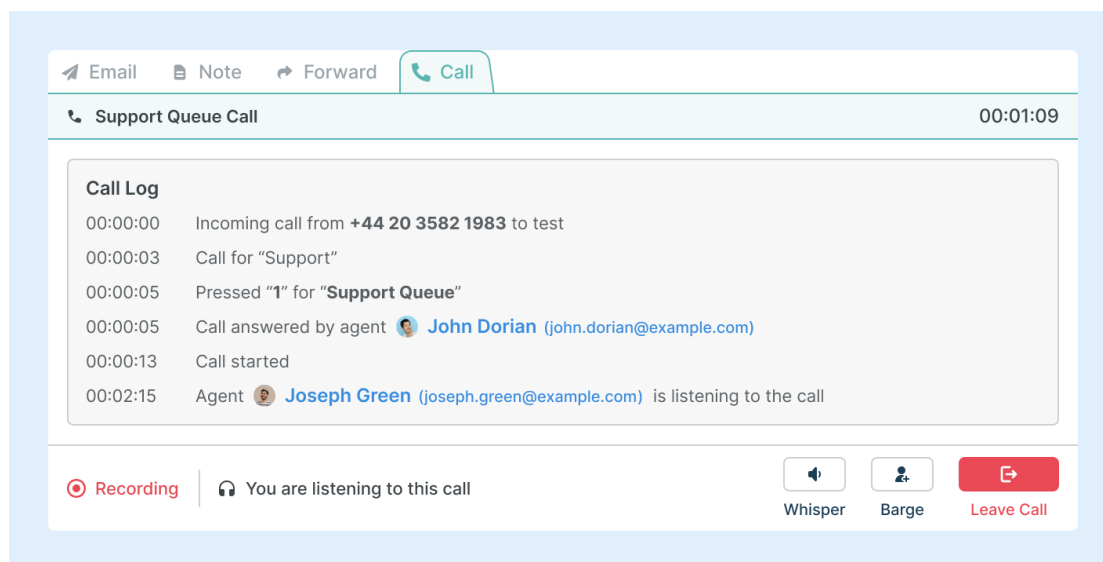 Email Note Forward Call
Support Queue Call 00:01:09
Call Log
00:00:00 Incoming call from +44 20 3582 1983 to test
00:00:03 Call for “Support”
00:00:05 Pressed “1” for “Support Queue”
00:00:05 Call answered by agent John Dorian (john.dorian@example.com)
00:00:13 Call started
00:02:15 Agent Joseph Green (joseph.green@example.com) is listening to the call
Recording You are listening to this call
Whisper Barge Leave Call